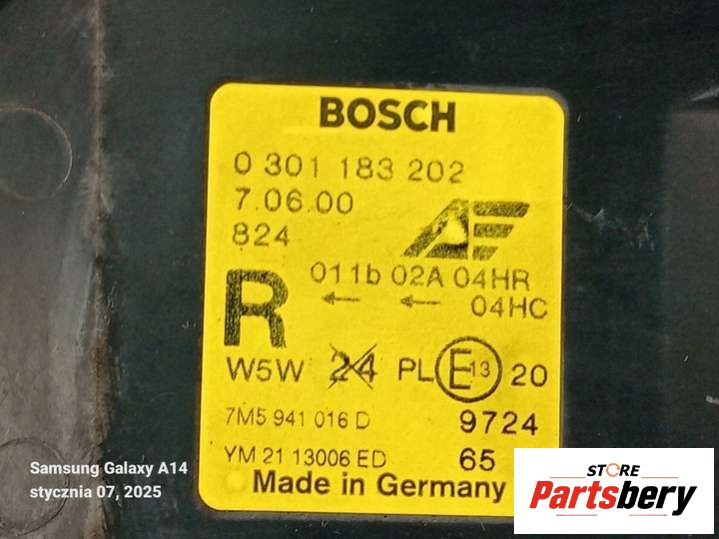 BOSCH
0 301 183 202
7.06.00
824
R
011b 02A 04HR
← ← 04HC
W5W 24 PL E13 20
7M5 941 016 D 9724
YM 21 13006 ED 65
Made in Germany
Samsung Galaxy A14
stycznia 07, 2025
STORE
Partsbery